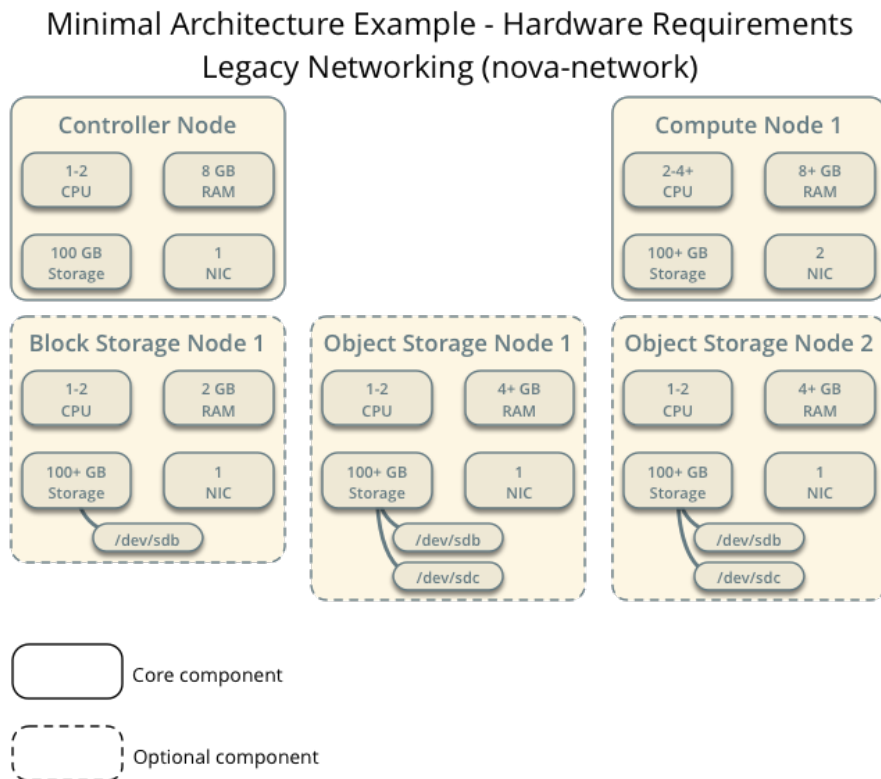 Minimal Architecture Example - Hardware Requirements
Legacy Networking (nova-network)
Controller Node
1-2
CPU
8 GB
RAM
100 GB
Storage
1
NIC
Compute Node 1
2-4+
CPU
8+ GB
RAM
100+ GB
Storage
2
NIC
Block Storage Node 1
1-2
CPU
2 GB
RAM
100+ GB
Storage
1
NIC
/dev/sdb
Object Storage Node 1
1-2
CPU
4+ GB
RAM
100+ GB
Storage
1
NIC
/dev/sdb
/dev/sdc
Object Storage Node 2
1-2
CPU
4+ GB
RAM
100+ GB
Storage
1
NIC
/dev/sdb
/dev/sdc
Core component
Optional component